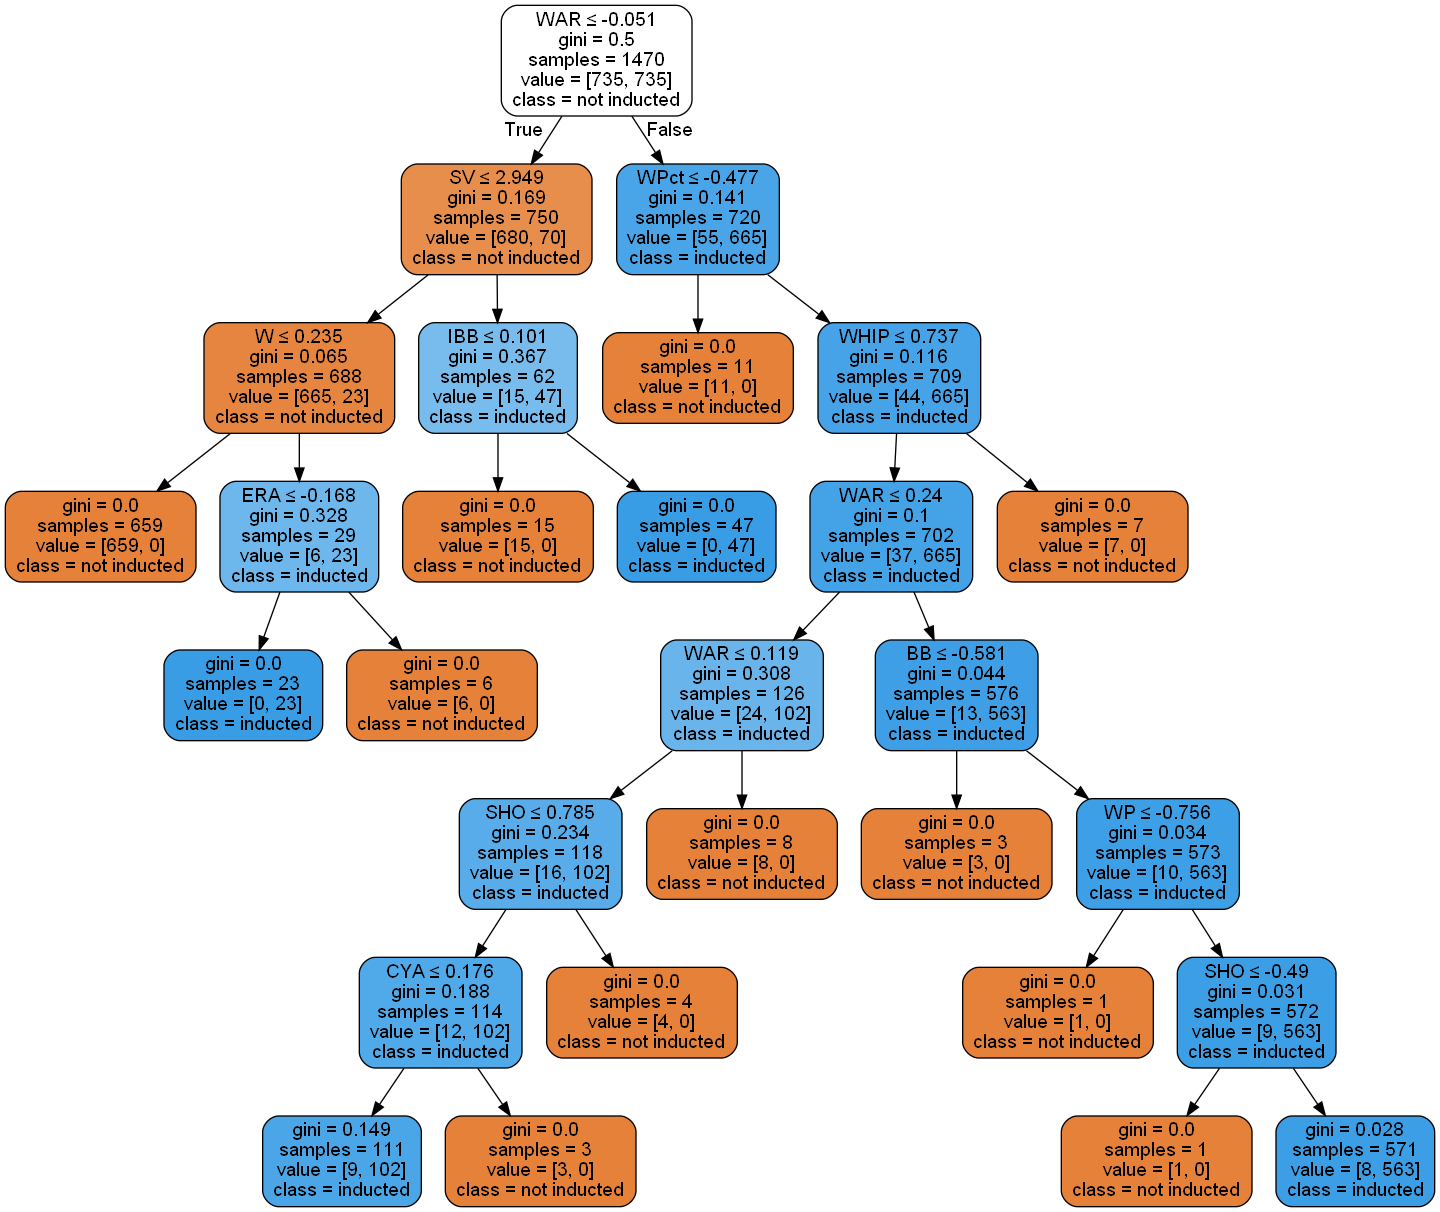 WAR ≤ -0.051
gini = 0.5
samples = 1470
value = [735, 735]
class = not inducted
True
False
SV ≤ 2.949
gini = 0.169
samples = 750
value = [680, 70]
class = not inducted
WPct ≤ -0.477
gini = 0.141
samples = 720
value = [55, 665]
class = inducted
W ≤ 0.235
gini = 0.065
samples = 688
value = [665, 23]
class = not inducted
IBB ≤ 0.101
gini = 0.367
samples = 62
value = [15, 47]
class = inducted
gini = 0.0
samples = 11
value = [11, 0]
class = not inducted
WHIP ≤ 0.737
gini = 0.116
samples = 709
value = [44, 665]
class = inducted
gini = 0.0
samples = 659
value = [659, 0]
class = not inducted
ERA ≤ -0.168
gini = 0.328
samples = 29
value = [6, 23]
class = inducted
gini = 0.0
samples = 15
value = [15, 0]
class = not inducted
gini = 0.0
samples = 47
value = [0, 47]
class = inducted
WAR ≤ 0.24
gini = 0.1
samples = 702
value = [37, 665]
class = inducted
gini = 0.0
samples = 7
value = [7, 0]
class = not inducted
gini = 0.0
samples = 23
value = [0, 23]
class = inducted
gini = 0.0
samples = 6
value = [6, 0]
class = not inducted
WAR ≤ 0.119
gini = 0.308
samples = 126
value = [24, 102]
class = inducted
BB ≤ -0.581
gini = 0.044
samples = 576
value = [13, 563]
class = inducted
SHO ≤ 0.785
gini = 0.234
samples = 118
value = [16, 102]
class = inducted
gini = 0.0
samples = 8
value = [8, 0]
class = not inducted
gini = 0.0
samples = 3
value = [3, 0]
class = not inducted
WP ≤ -0.756
gini = 0.034
samples = 573
value = [10, 563]
class = inducted
CYA ≤ 0.176
gini = 0.188
samples = 114
value = [12, 102]
class = inducted
gini = 0.0
samples = 4
value = [4, 0]
class = not inducted
gini = 0.0
samples = 1
value = [1, 0]
class = not inducted
SHO ≤ -0.49
gini = 0.031
samples = 572
value = [9, 563]
class = inducted
gini = 0.149
samples = 111
value = [9, 102]
class = inducted
gini = 0.0
samples = 3
value = [3, 0]
class = not inducted
gini = 0.0
samples = 1
value = [1, 0]
class = not inducted
gini = 0.028
samples = 571
value = [8, 563]
class = inducted